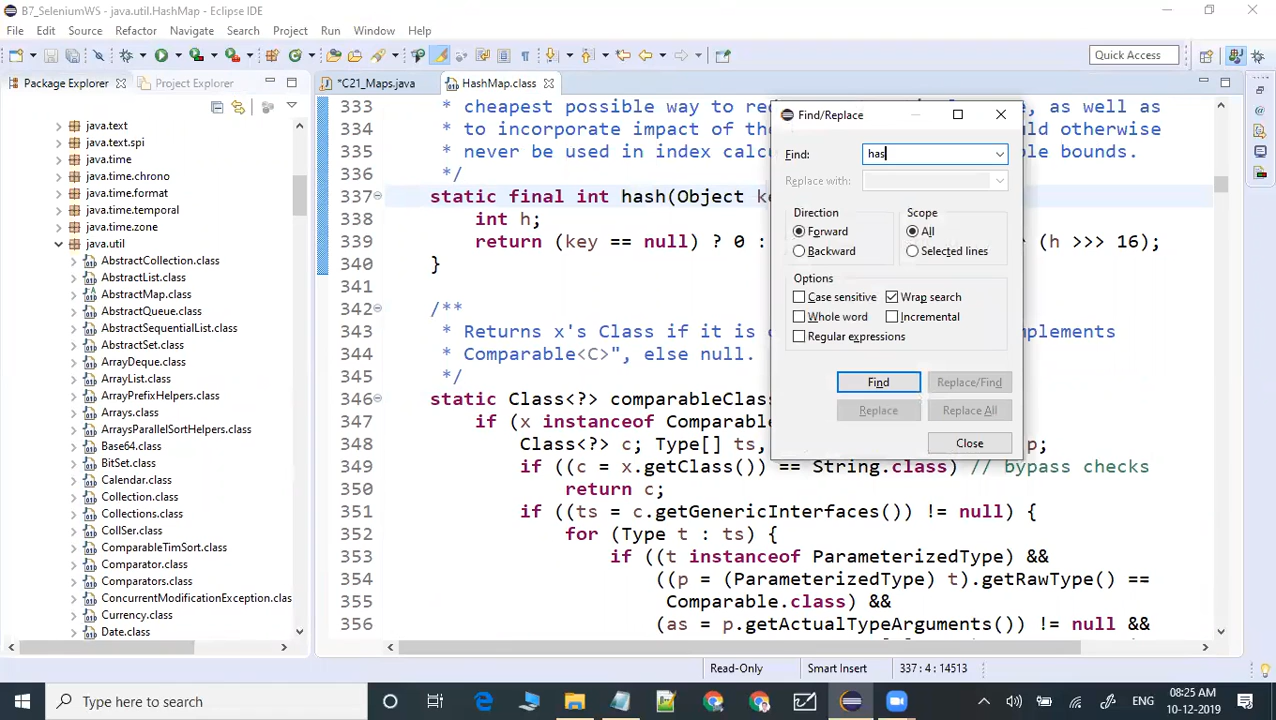 B7_SeleniumWS - java.util.HashMap - Eclipse IDE
File Edit Source Refactor Navigate Search Project Run Window Help
Quick Access
Package Explorer Project Explorer
*C21_Maps.java HashMap.class
java.text
java.text.spi
java.time
java.time.chrono
java.time.format
java.time.temporal
java.time.zone
java.util
AbstractCollection.class
AbstractList.class
AbstractMap.class
AbstractQueue.class
AbstractSequentialList.class
AbstractSet.class
ArrayDeque.class
ArrayList.class
ArrayPrefixHelpers.class
Arrays.class
ArraysParallelSortHelpers.class
Base64.class
BitSet.class
Calendar.class
Collection.class
Collections.class
CollSer.class
ComparableTimSort.class
Comparator.class
Comparators.class
ConcurrentModificationException.clas
Currency.class
Date.class
333 * cheapest possible way to re e, as well as
334 * to incorporate impact of the uld otherwise
335 * never be used in index calcu le bounds.
336 */
337 static final int hash(Object k
338 int h;
339 return (key == null) ? 0 : (h >>> 16);
340 }
341
342 /**
343 * Returns x's Class if it is mplements
344 * Comparable<C>", else null.
345 */
346 static Class<?> comparableClas
347 if (x instanceof Comparable
348 Class<?> c; Type[] ts, p;
349 if ((c = x.getClass()) == String.class) // bypass checks
350 return c;
351 if ((ts = c.getGenericInterfaces()) != null) {
352 for (Type t : ts) {
353 if ((t instanceof ParameterizedType) &&
354 ((p = (ParameterizedType) t).getRawType() ==
355 Comparable.class) &&
356 (as = p.getActualTypeArguments()) != null &&
Find/Replace
Find: has
Replace with:
Direction
Forward
Backward
Scope
All
Selected lines
Options
Case sensitive Wrap search
Whole word Incremental
Regular expressions
Find Replace/Find
Replace Replace All
Close
Read-Only Smart Insert 337 : 4 : 14513
Type here to search
ENG
08:25 AM
10-12-2019